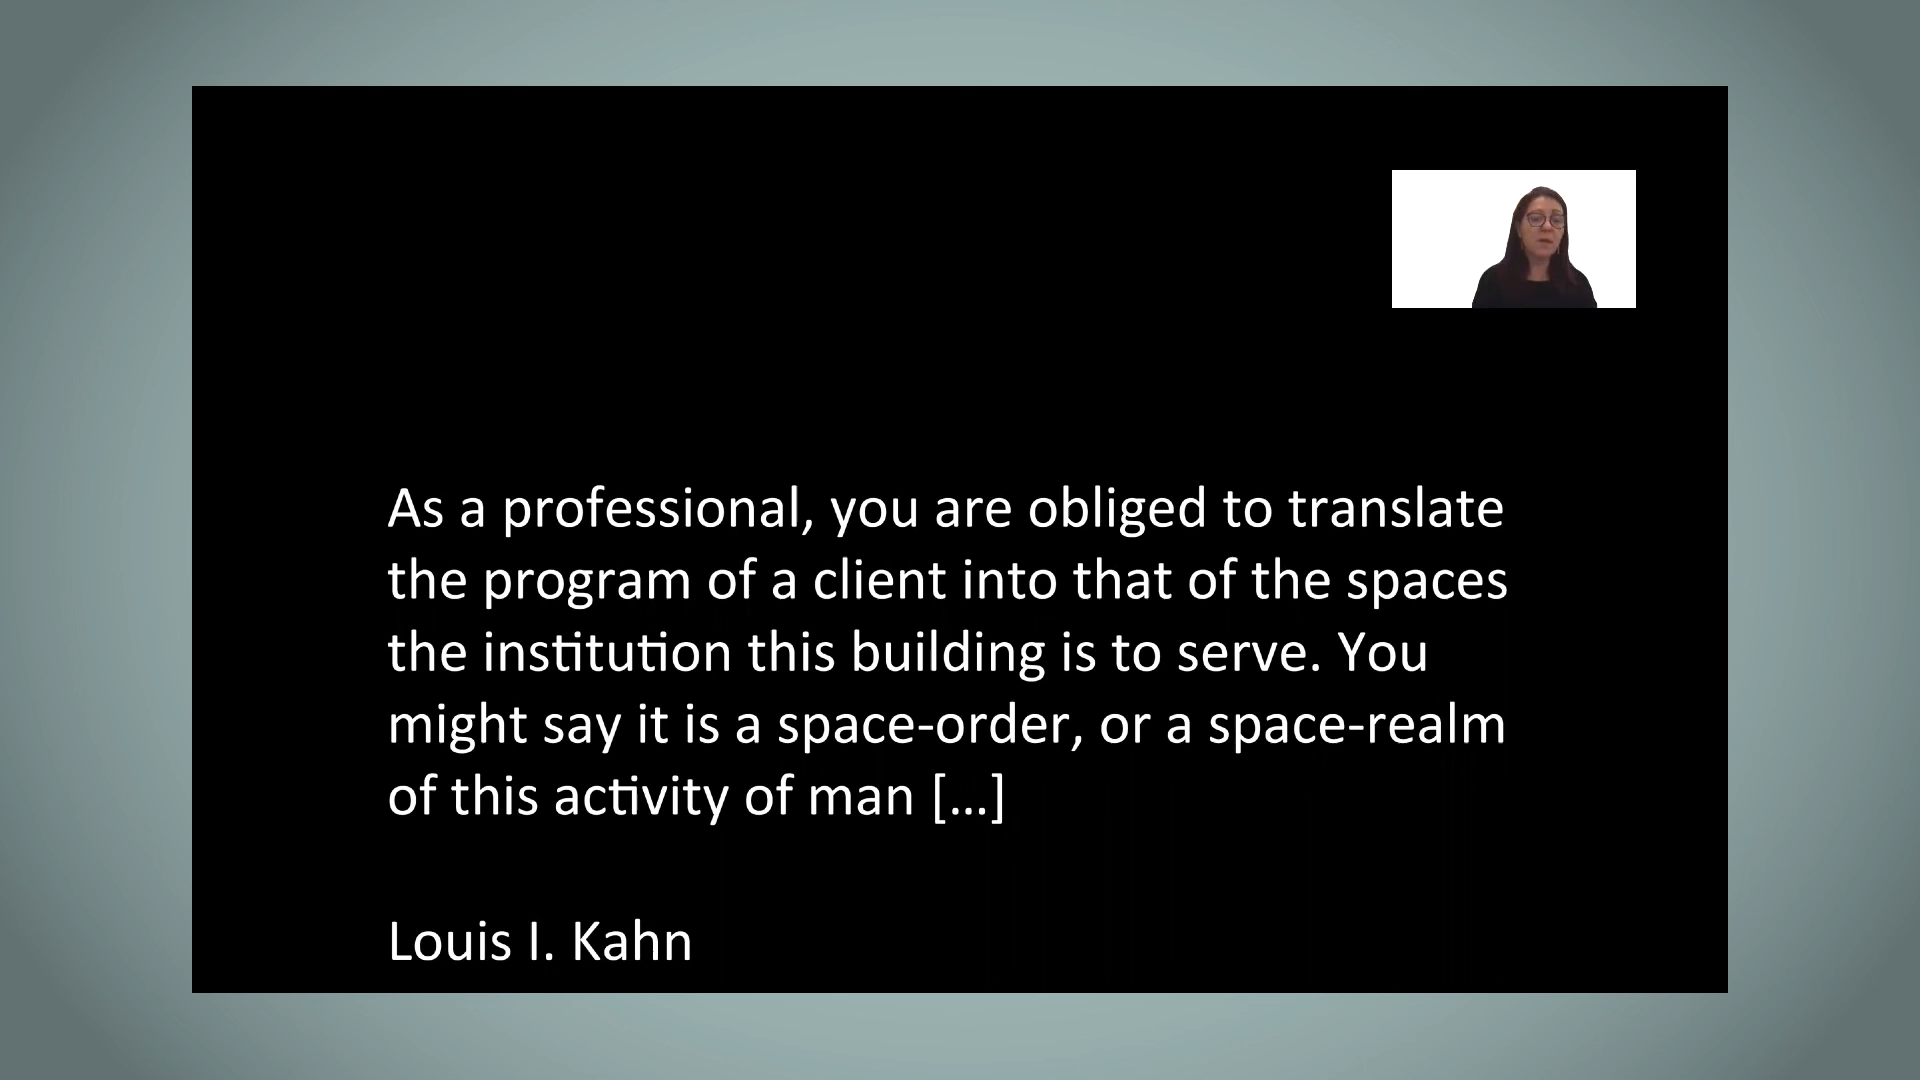 As a professional, you are obliged to translate
the program of a client into that of the spaces
the institution this building is to serve. You
might say it is a space-order, or a space-realm
of this activity of man […]
Louis I. Kahn